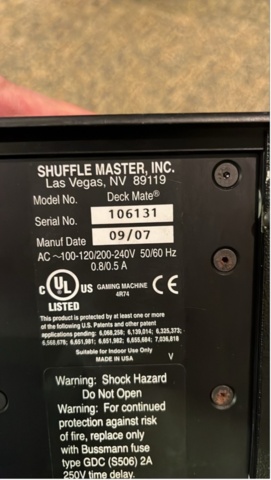 SHUFFLE MASTER, INC.
Las Vegas, NV 89119
Model No. Deck Mate®
Serial No. 106131
Manuf Date 09/07
AC ~100-120/200-240V 50/60 Hz
0.8/0.5 A
C UL US GAMING MACHINE 4R74 CE
LISTED
This product is protected by at least one or more
of the following U.S. Patents and other patent
applications pending: 6,068,258; 6,139,014; 6,325,373;
6,588,750; 6,651,981; 6,651,982; 6,655,684; 7,036,818
Suitable for Indoor Use Only
MADE IN USA V
Warning: Shock Hazard
Do Not Open
Warning: For continued
protection against risk
of fire, replace only
with Bussmann fuse
type GDC (S506) 2A
250V time delay.